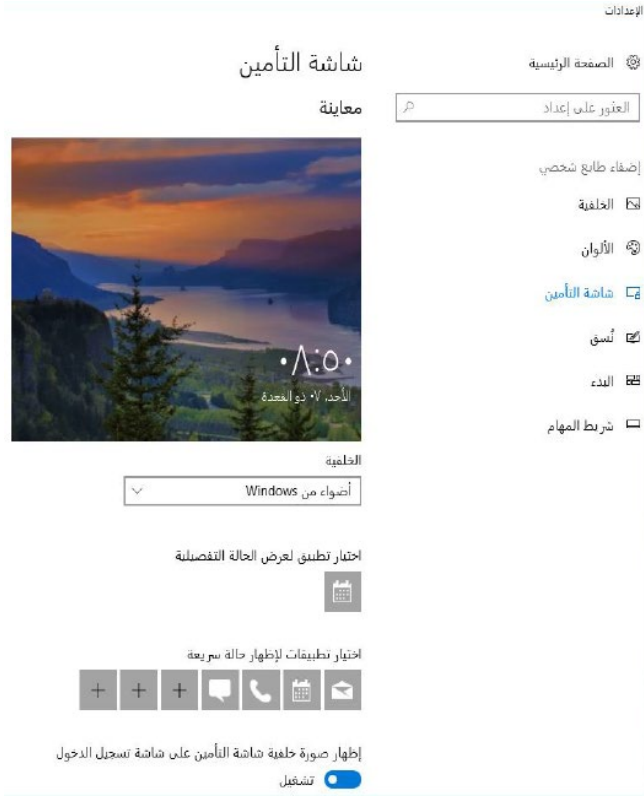 الإعدادات
الصفحة الرئيسية
العثور على إعداد
إضفاء طابع شخصي
الخلفية
الألوان
شاشة التأمين
نُسق
البدء
شريط المهام
شاشة التأمين
معاينة
٠٨:٥٠
الأحد، ٠٧ ذو القعدة
الخلفية
أضواء من Windows
اختيار تطبيق لعرض الحالة التفصيلية
اختيار تطبيقات لإظهار حالة سريعة
إظهار صورة خلفية شاشة التأمين على شاشة تسجيل الدخول
تشغيل